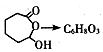 O
O
OH
→ C₆H₈O₃